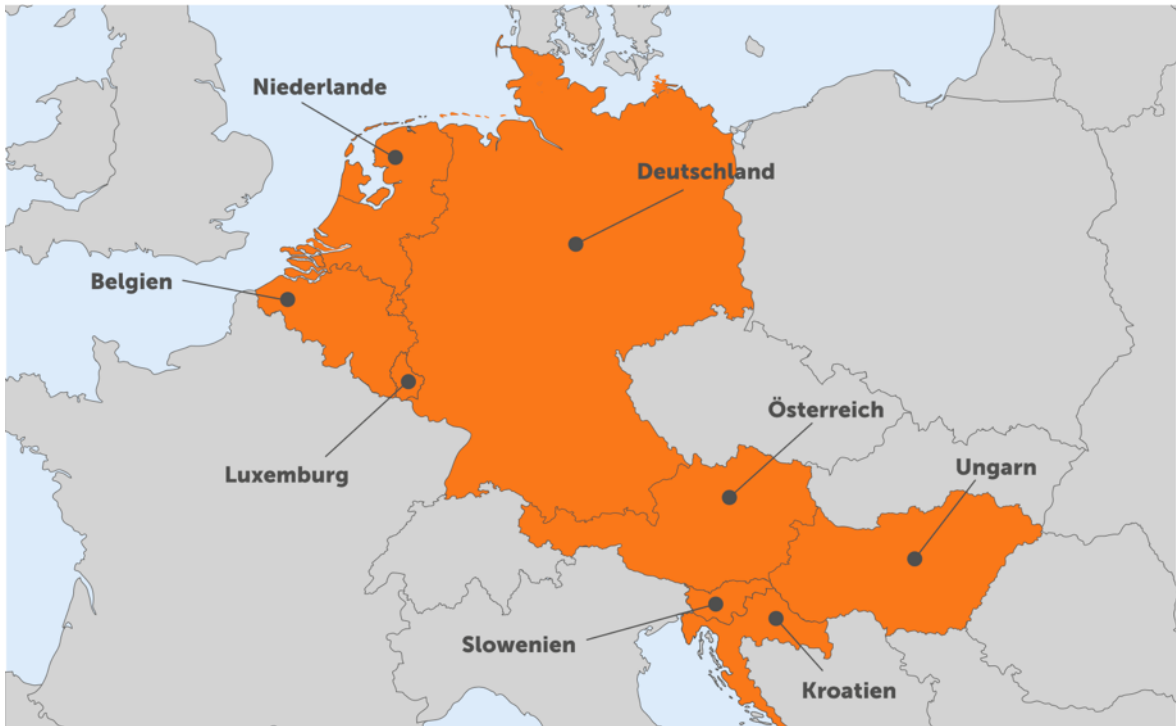 Niederlande
Deutschland
Belgien
Österreich
Luxemburg
Ungarn
Slowenien
Kroatien